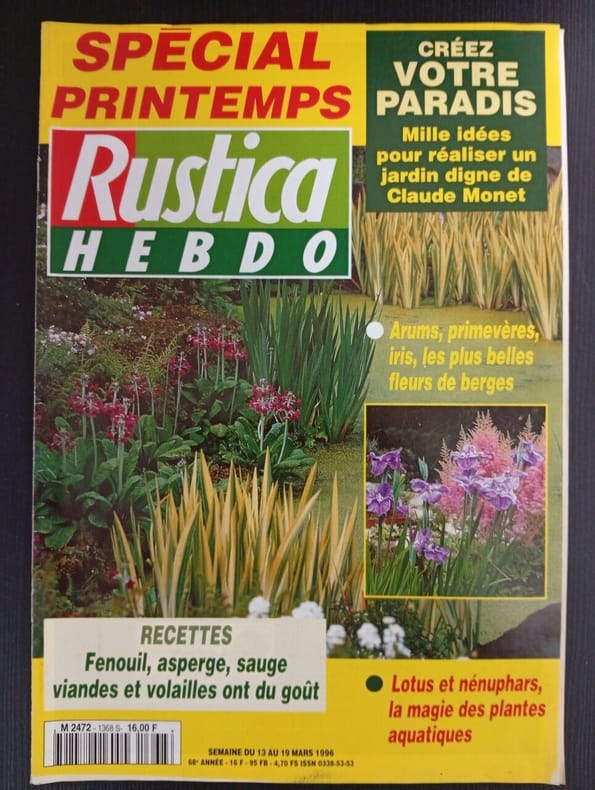 SPÉCIAL
PRINTEMPS
CRÉEZ
VOTRE
PARADIS
Mille idées
pour réaliser un
jardin digne de
Claude Monet
Rustica
HEBDO
Arums, primevères,
iris, les plus belles
fleurs de berges
RECETTES
Fenouil, asperge, sauge
viandes et volailles ont du goût
Lotus et nénuphars,
la magie des plantes
aquatiques
M 2472 - 1368 S- 16,00 F
SEMAINE DU 13 AU 19 MARS 1996
68e ANNÉE - 16 F - 95 FB - 4,70 FS ISSN 0338-53-53